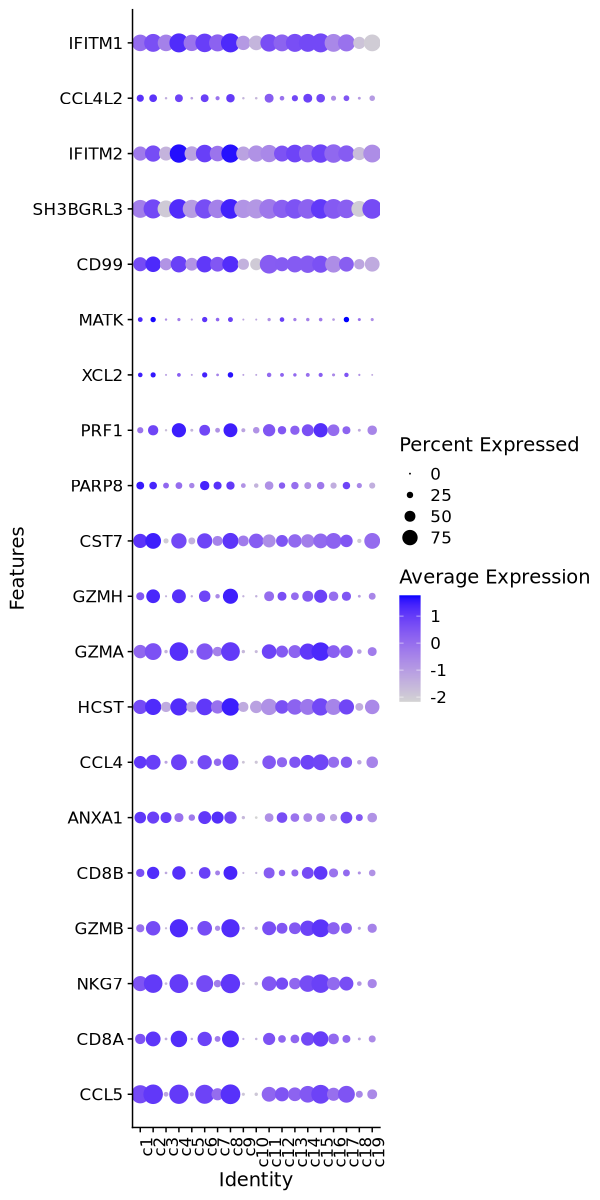 IFITM1
CCL4L2
IFITM2
SH3BGRL3
CD99
MATK
XCL2
PRF1
PARP8
CST7
GZMH
GZMA
HCST
CCL4
ANXA1
CD8B
GZMB
NKG7
CD8A
CCL5
Features
c1 c2 c3 c4 c5 c6 c7 c8 c9 c10 c11 c12 c13 c14 c15 c16 c17 c18 c19
Identity
Percent Expressed
0
25
50
75
Average Expression
1
0
-1
-2